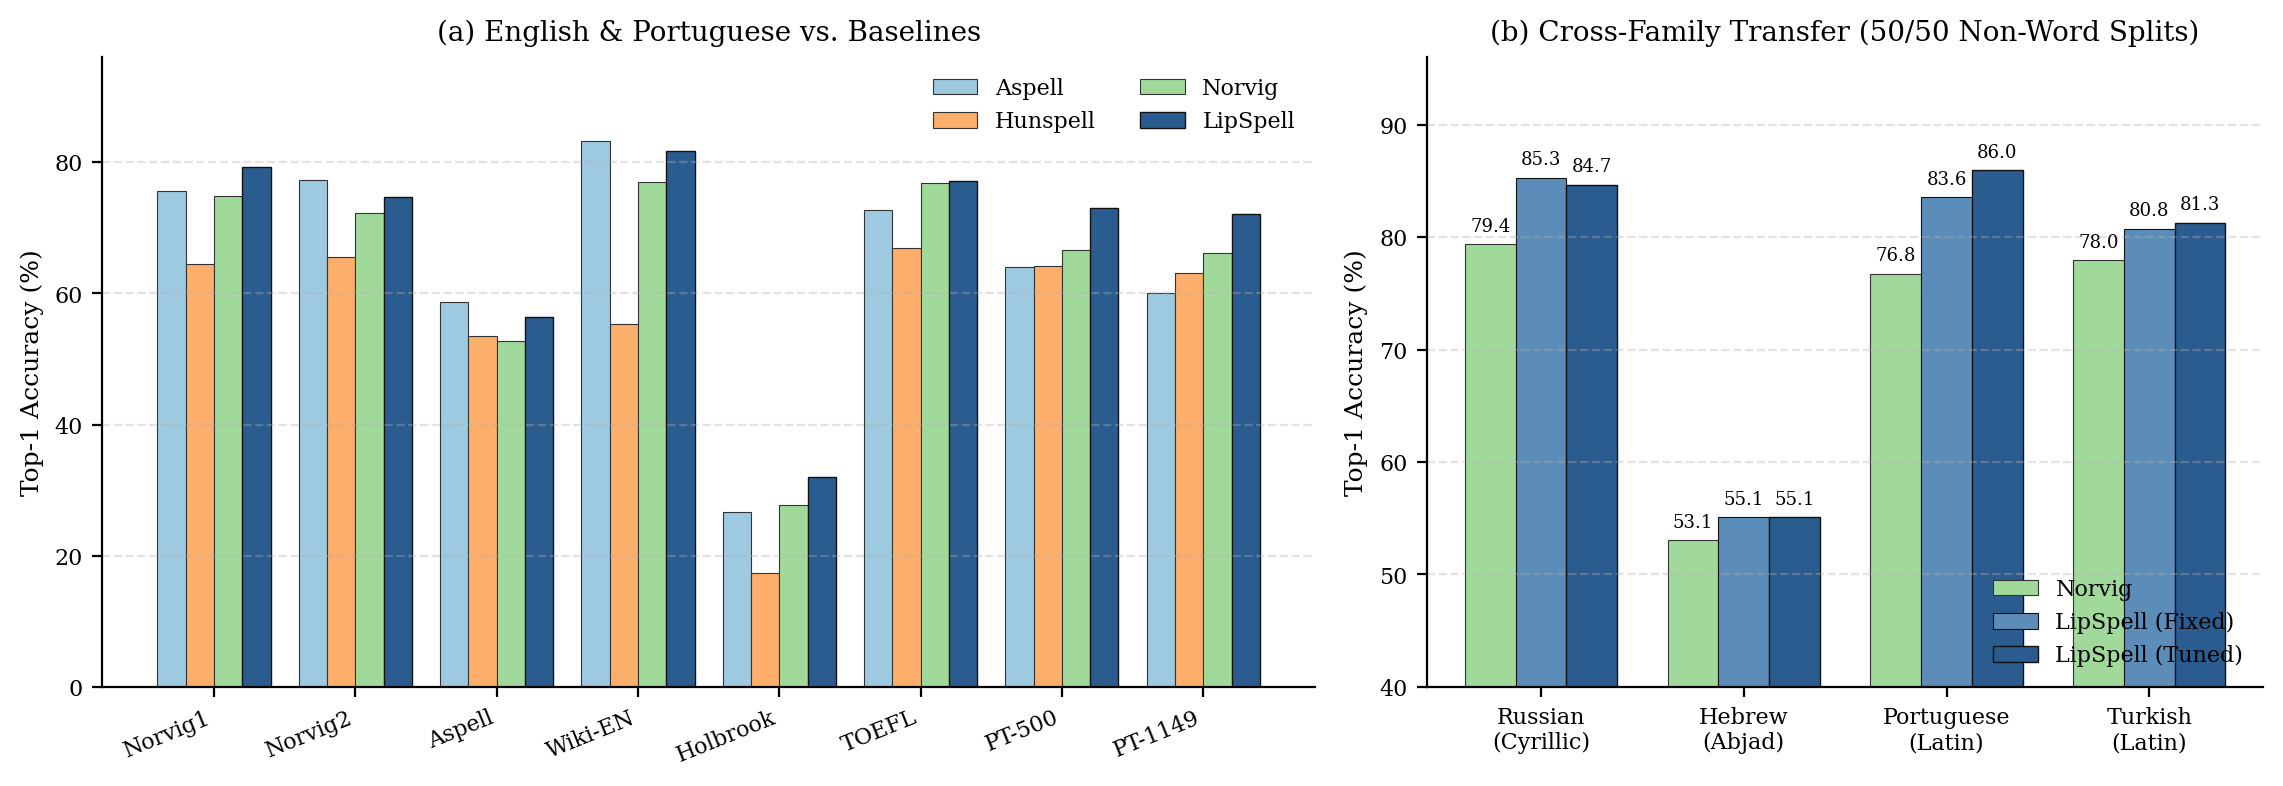 (a) English & Portuguese vs. Baselines
Top-1 Accuracy (%)
80
60
40
20
0
Aspell
Hunspell
Norvig
LipSpell
Norvig1
Norvig2
Aspell
Wiki-EN
Holbrook
TOEFL
PT-500
PT-1149
(b) Cross-Family Transfer (50/50 Non-Word Splits)
Top-1 Accuracy (%)
90
80
70
60
50
40
79.4
85.3
84.7
53.1
55.1
55.1
76.8
83.6
86.0
78.0
80.8
81.3
Norvig
LipSpell (Fixed)
LipSpell (Tuned)
Russian
(Cyrillic)
Hebrew
(Abjad)
Portuguese
(Latin)
Turkish
(Latin)